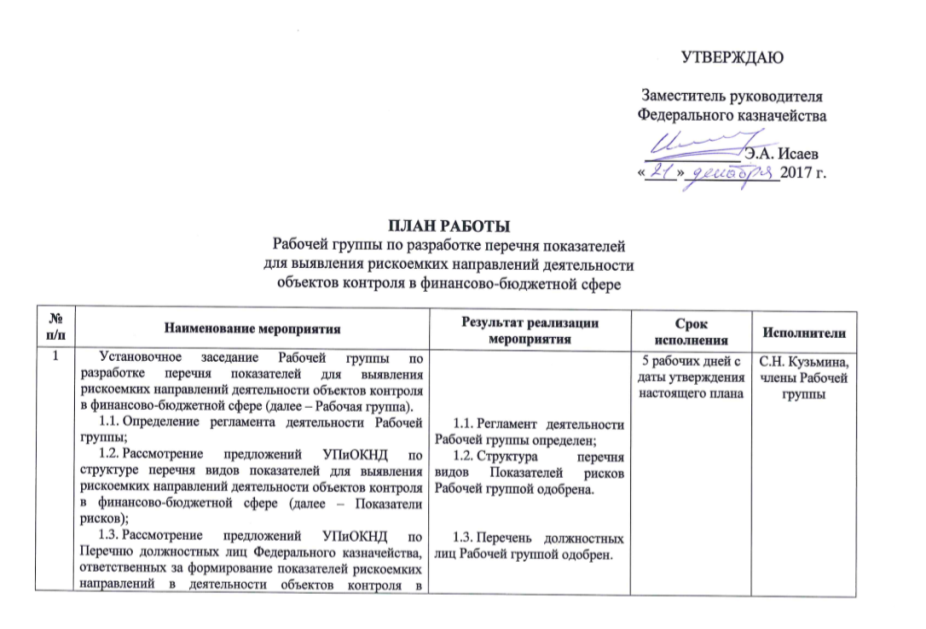 УТВЕРЖДАЮ
Заместитель руководителя
Федерального казначейства
Э.А. Исаев
«21» декабря 2017 г.
ПЛАН РАБОТЫ
Рабочей группы по разработке перечня показателей
для выявления рискоемких направлений деятельности
объектов контроля в финансово-бюджетной сфере
№
п/п
Наименование мероприятия
Результат реализации
мероприятия
Срок
исполнения
Исполнители
1
Установочное заседание Рабочей группы по
разработке перечня показателей для выявления
рискоемких направлений деятельности объектов контроля
в финансово-бюджетной сфере (далее – Рабочая группа).
1.1. Определение регламента деятельности Рабочей
группы;
1.2. Рассмотрение предложений УПиОКНД по
структуре перечня видов показателей для выявления
рискоемких направлений деятельности объектов контроля
в финансово-бюджетной сфере (далее – Показатели
рисков);
1.3. Рассмотрение предложений УПиОКНД по
Перечню должностных лиц Федерального казначейства,
ответственных за формирование показателей рискоемких
направлений в деятельности объектов контроля в
1.1. Регламент деятельности
Рабочей группы определен;
1.2. Структура перечня
видов Показателей рисков
Рабочей группой одобрена.
1.3. Перечень должностных
лиц Рабочей группой одобрен.
5 рабочих дней с
даты утверждения
настоящего плана
С.Н. Кузьмина,
члены Рабочей
группы